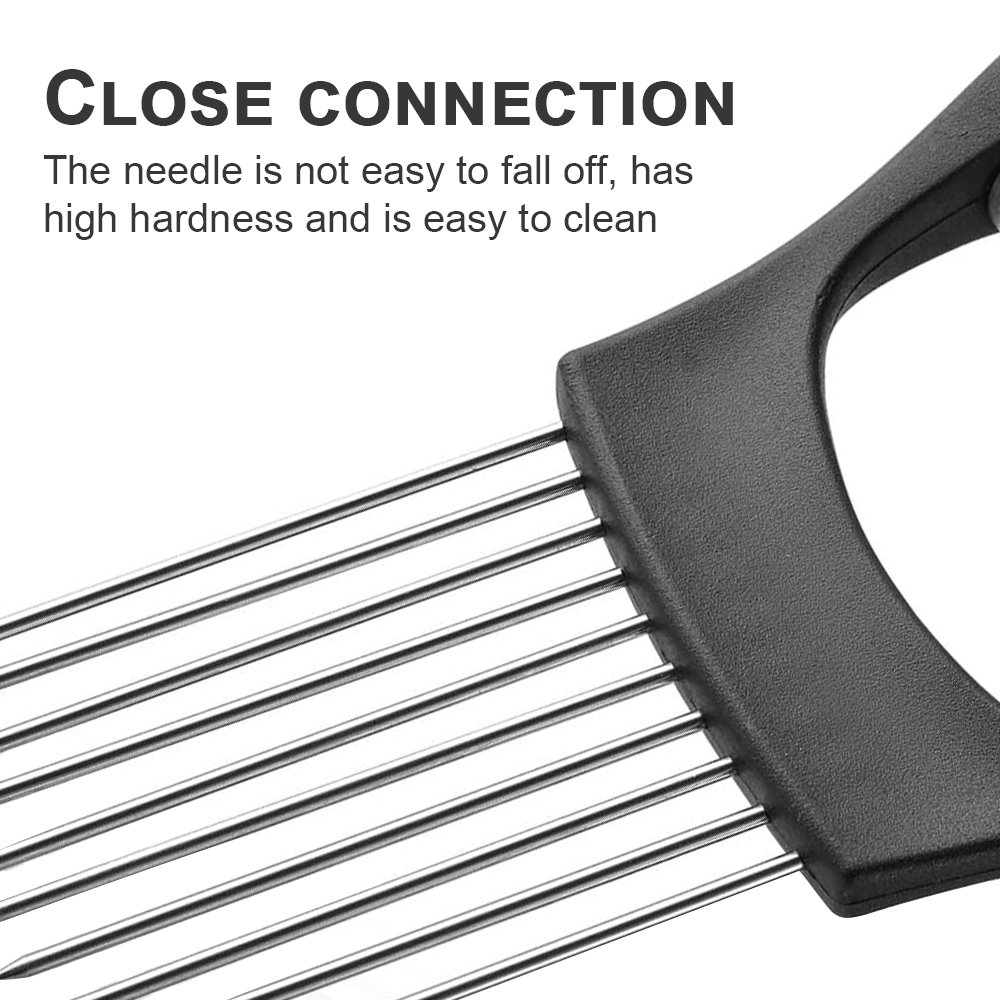 CLOSE CONNECTION
The needle is not easy to fall off, has
high hardness and is easy to clean